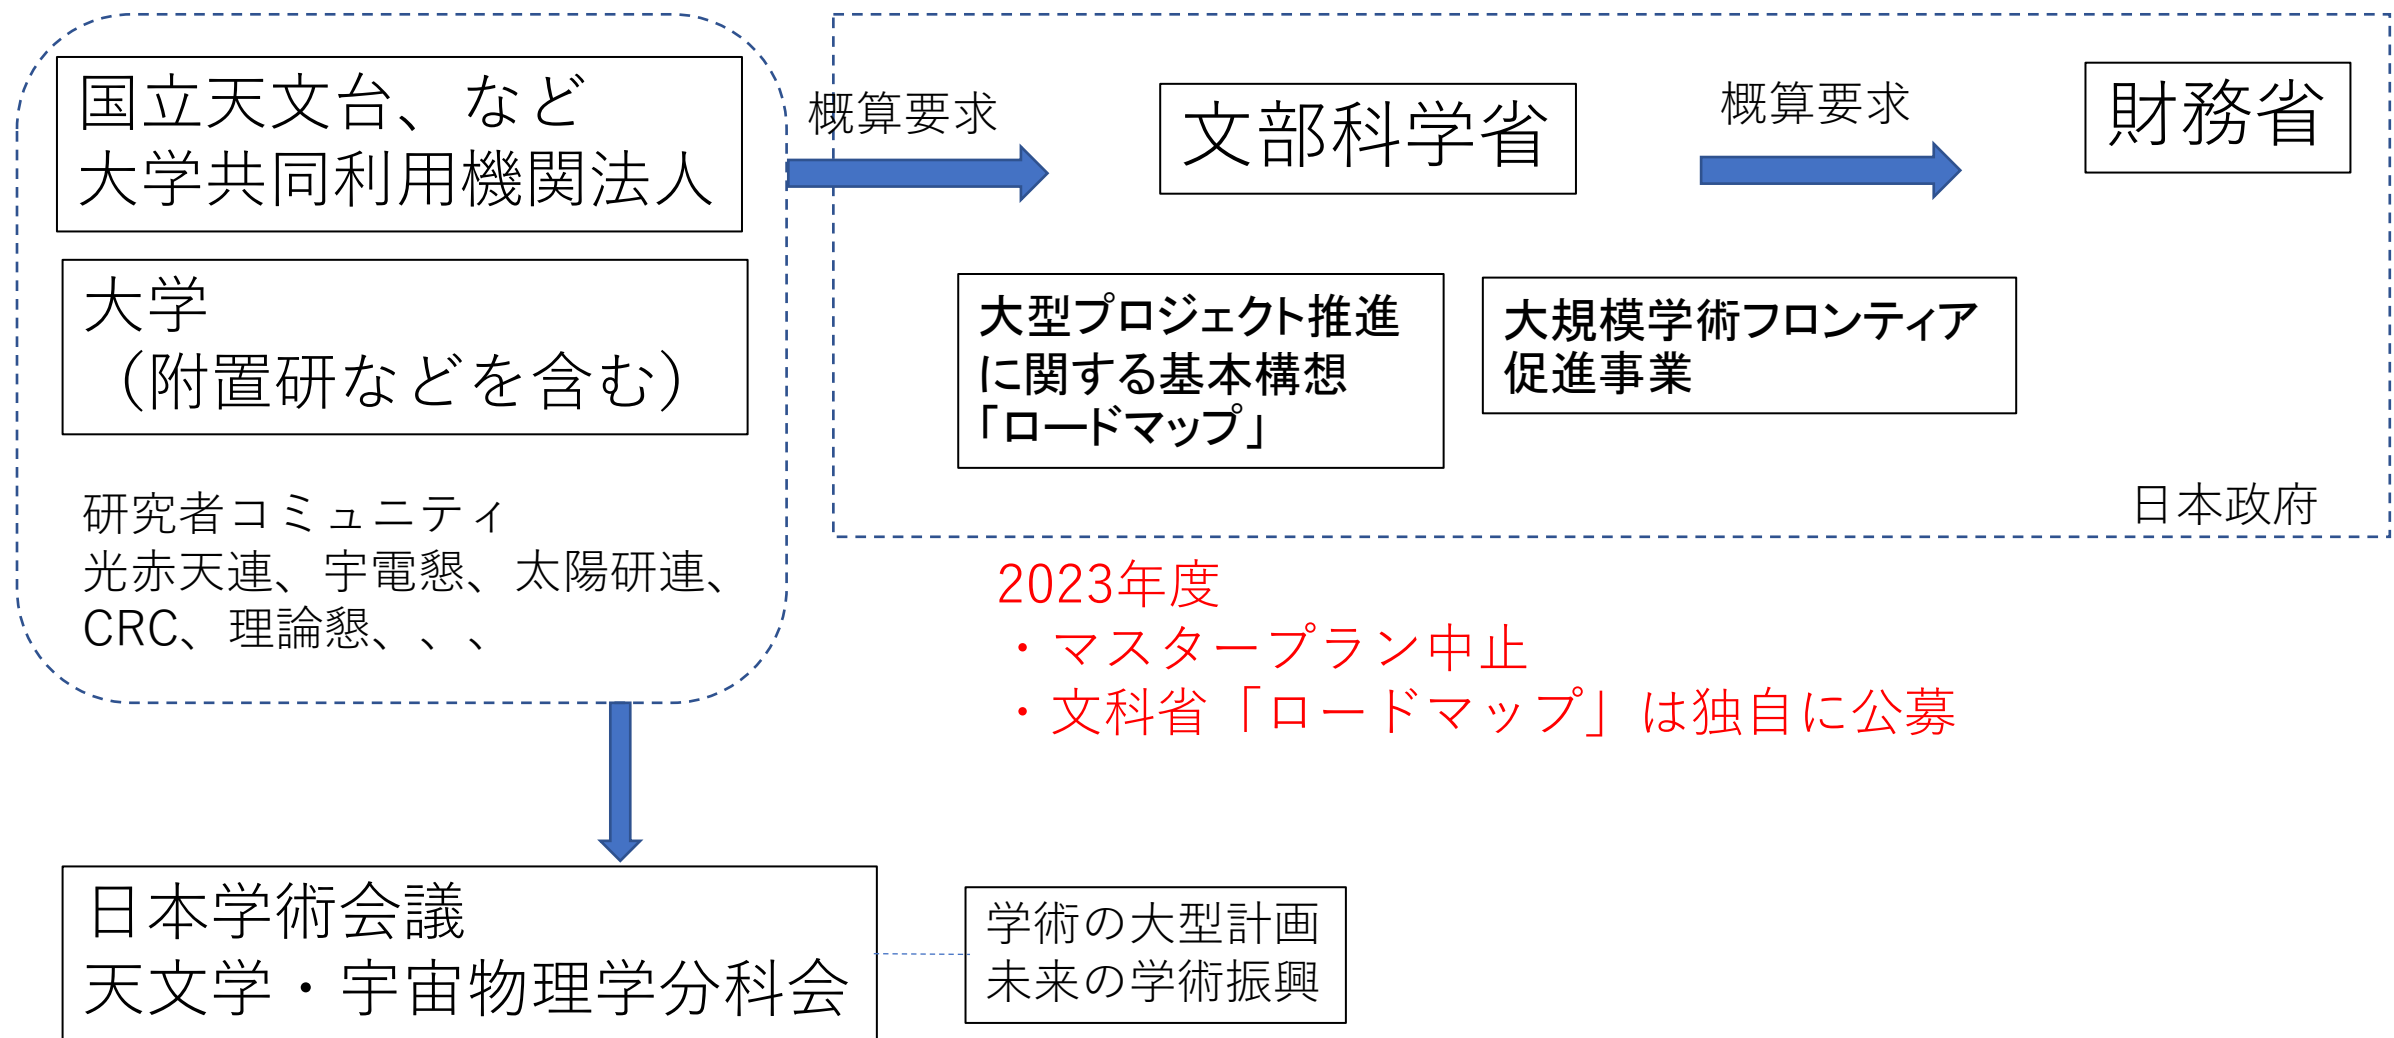 国立天文台、など
大学共同利用機関法人
大学
（附置研などを含む）
研究者コミュニティ
光赤天連、宇電懇、太陽研連、
CRC、理論懇、、、
概算要求
文部科学省
概算要求
財務省
大型プロジェクト推進
に関する基本構想
「ロードマップ」
大規模学術フロンティア
促進事業
日本政府
2023年度
・マスタープラン中止
・文科省「ロードマップ」は独自に公募
日本学術会議
天文学・宇宙物理学分科会
学術の大型計画
未来の学術振興